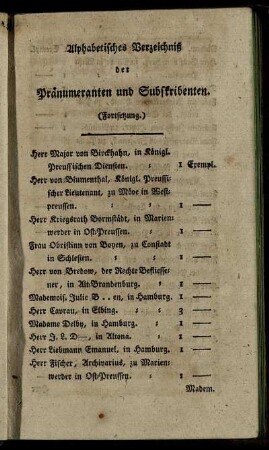 Alphabetisches Verzeichniß
der
Pränumeranten und Subskribenten.
(Fortsetzung.)
Herr Major von Birckhahn, in Königl.
Preussischen Diensten. : : 1 Exempl.
Herr von Blumenthal, Königl. Preussi-
scher Lieutenant, zu Möve in West-
preussen. : : 1 —
Herr Kriegsrath Bormstädt, in Marien-
werder in Ost-Preussen. : : 1 —
Frau Obristinn von Boyen, zu Constadt
in Schlesien. : : 1 —
Herr von Bredow, der Rechte Beflisse-
ner, in Alt-Brandenburg. : 1 —
Mademois. Julie B . . en, in Hamburg. 1 —
Herr Cavrau, in Elbing. : : 3 —
Madame Delby, in Hamburg. : 1 —
Herr J. L. D—, in Altona. : 1 —
Herr Liebmann Emanuel, in Hamburg. 1 —
Herr Fischer, Archivarius, zu Marien-
werder in Ost-Preussen. : 1 —
Madem.